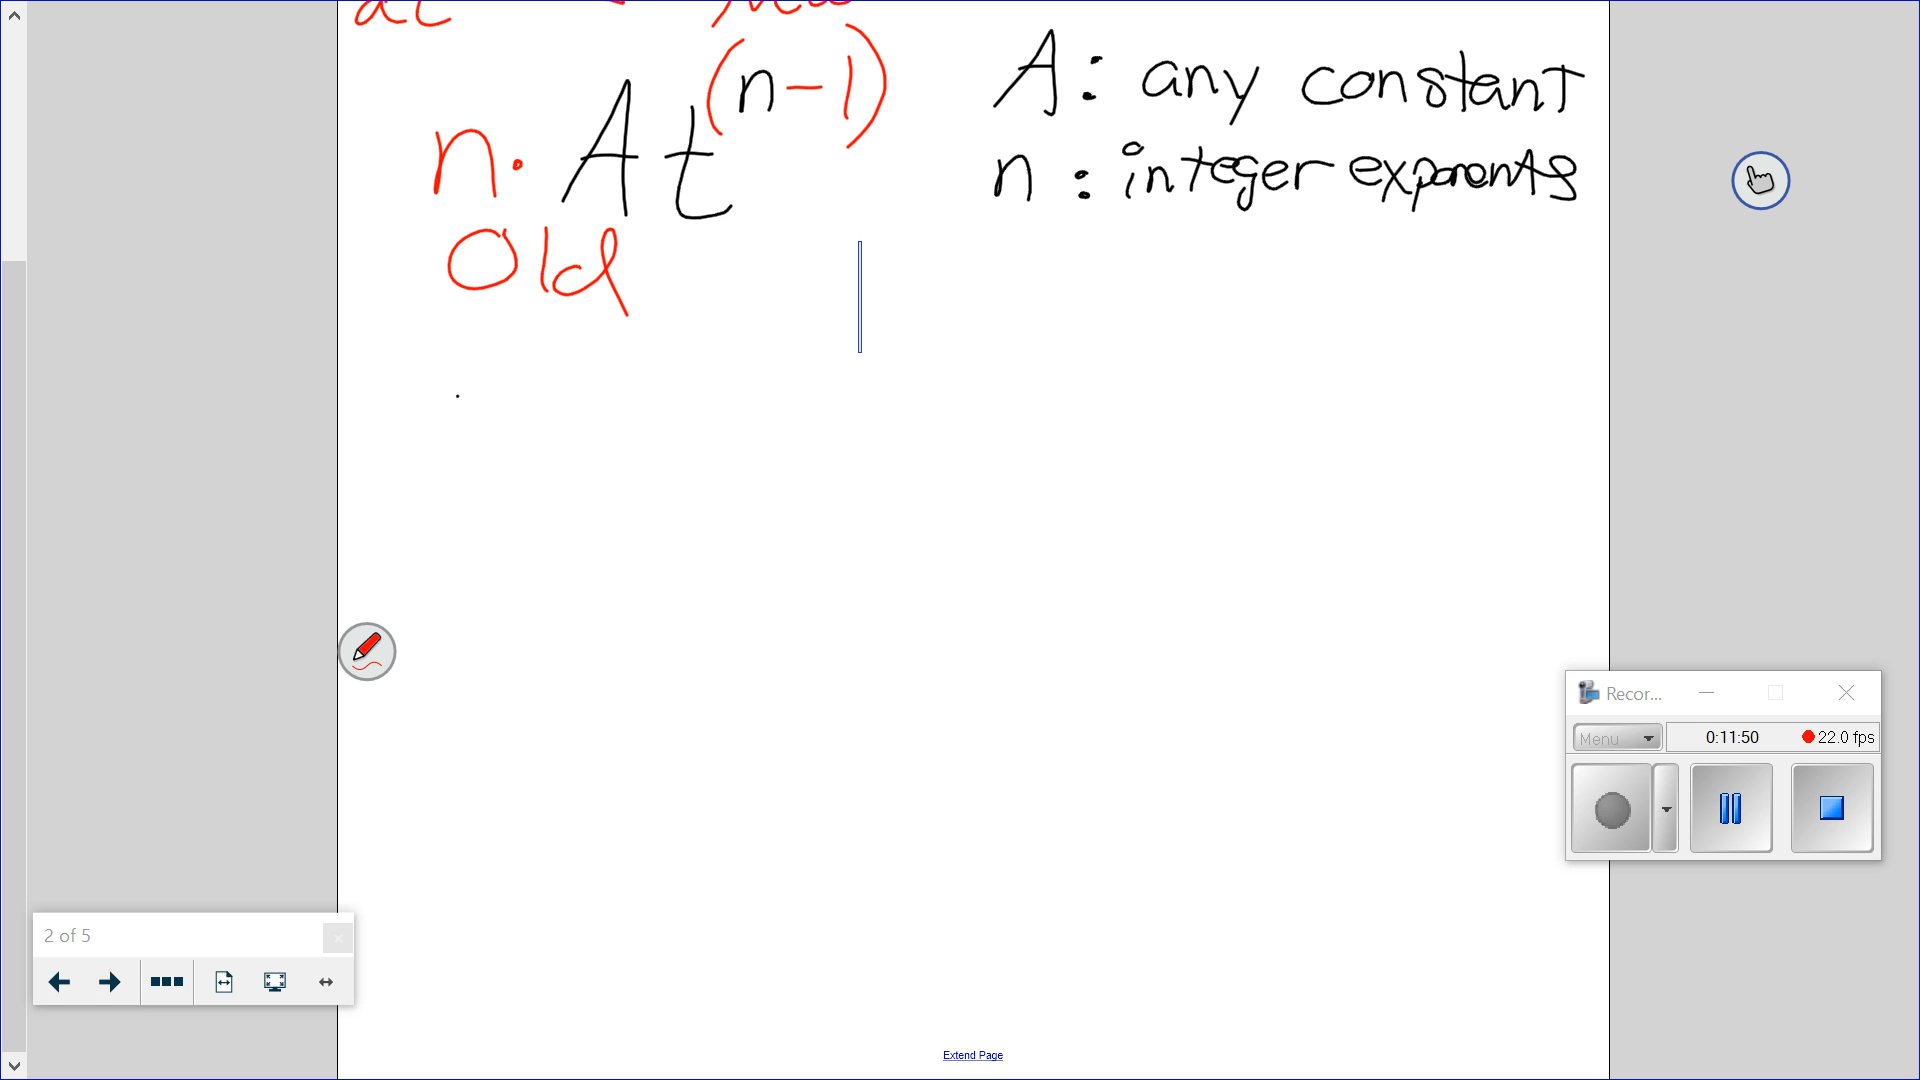 (n-1)
n. At
Old
A: any constant
n: integer exponents
Recor...
Menu
0:11:50
22.0 fps
2 of 5
Extend Page